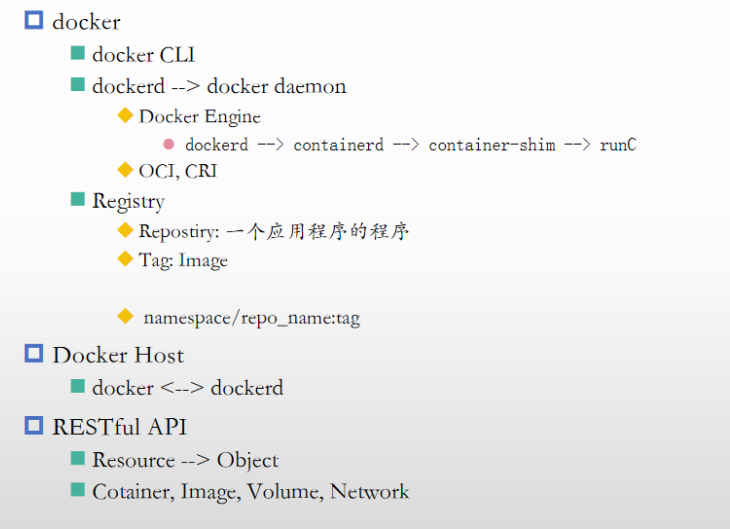 docker
docker CLI
dockerd --> docker daemon
Docker Engine
dockerd --> containerd --> container-shim --> runC
OCI, CRI
Registry
Repostiry: 一个应用程序的程序
Tag: Image
namespace/repo_name:tag
Docker Host
docker <--> dockerd
RESTful API
Resource --> Object
Cotainer, Image, Volume, Network